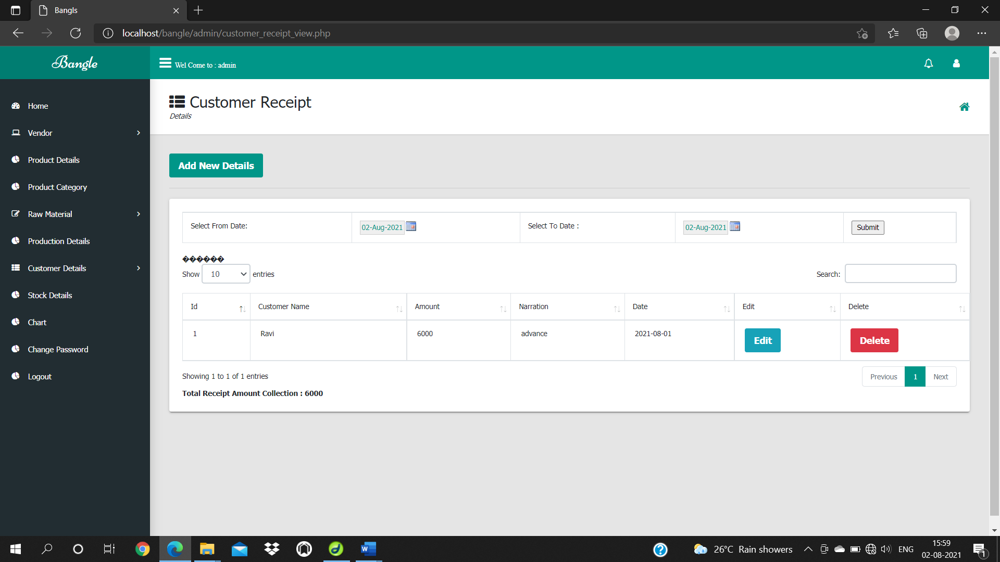 Bangls
localhost/bangle/admin/customer_receipt_view.php
Bangle
Wel Come to : admin
Home
Vendor
Product Details
Product Category
Raw Material
Production Details
Customer Details
Stock Details
Chart
Change Password
Logout
Customer Receipt
Details
Add New Details
Select From Date: 02-Aug-2021 Select To Date : 02-Aug-2021 Submit
������
Show 10 entries Search:
Id Customer Name Amount Narration Date Edit Delete
1 Ravi 6000 advance 2021-08-01 Edit Delete
Showing 1 to 1 of 1 entries Previous 1 Next
Total Receipt Amount Collection : 6000
26°C Rain showers ENG 15:59
02-08-2021
1